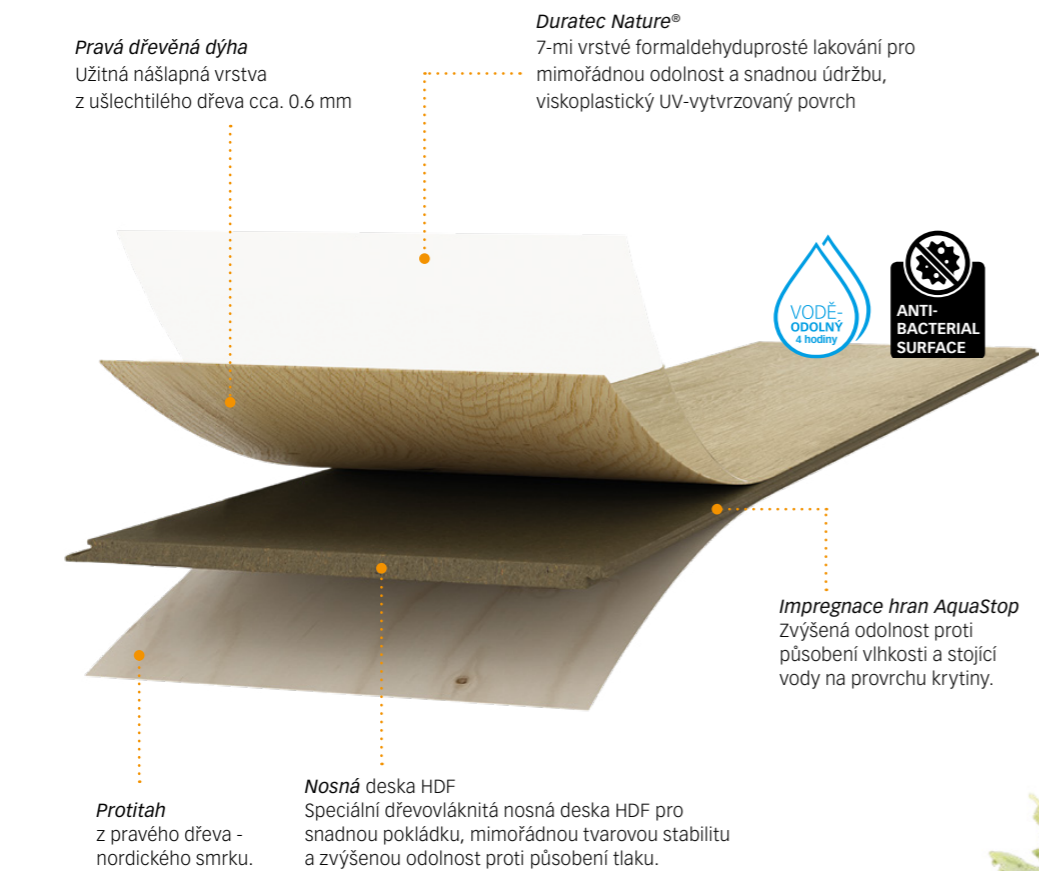 Pravá dřevěná dýha
Užitná nášlapná vrstva
z ušlechtilého dřeva cca. 0.6 mm
Duratec Nature®
7-mi vrstvé formaldehyduprosté lakování pro
mimořádnou odolnost a snadnou údržbu,
viskoplastický UV-vytvrzovaný povrch
VODĚ-
ODOLNÝ
4 hodiny
ANTI-
BACTERIAL
SURFACE
Impregnace hran AquaStop
Zvýšená odolnost proti
působení vlhkosti a stojící
vody na provrchu krytiny.
Nosná deska HDF
Speciální dřevovláknitá nosná deska HDF pro
snadnou pokládku, mimořádnou tvarovou stabilitu
a zvýšenou odolnost proti působení tlaku.
Protitah
z pravého dřeva -
nordického smrku.